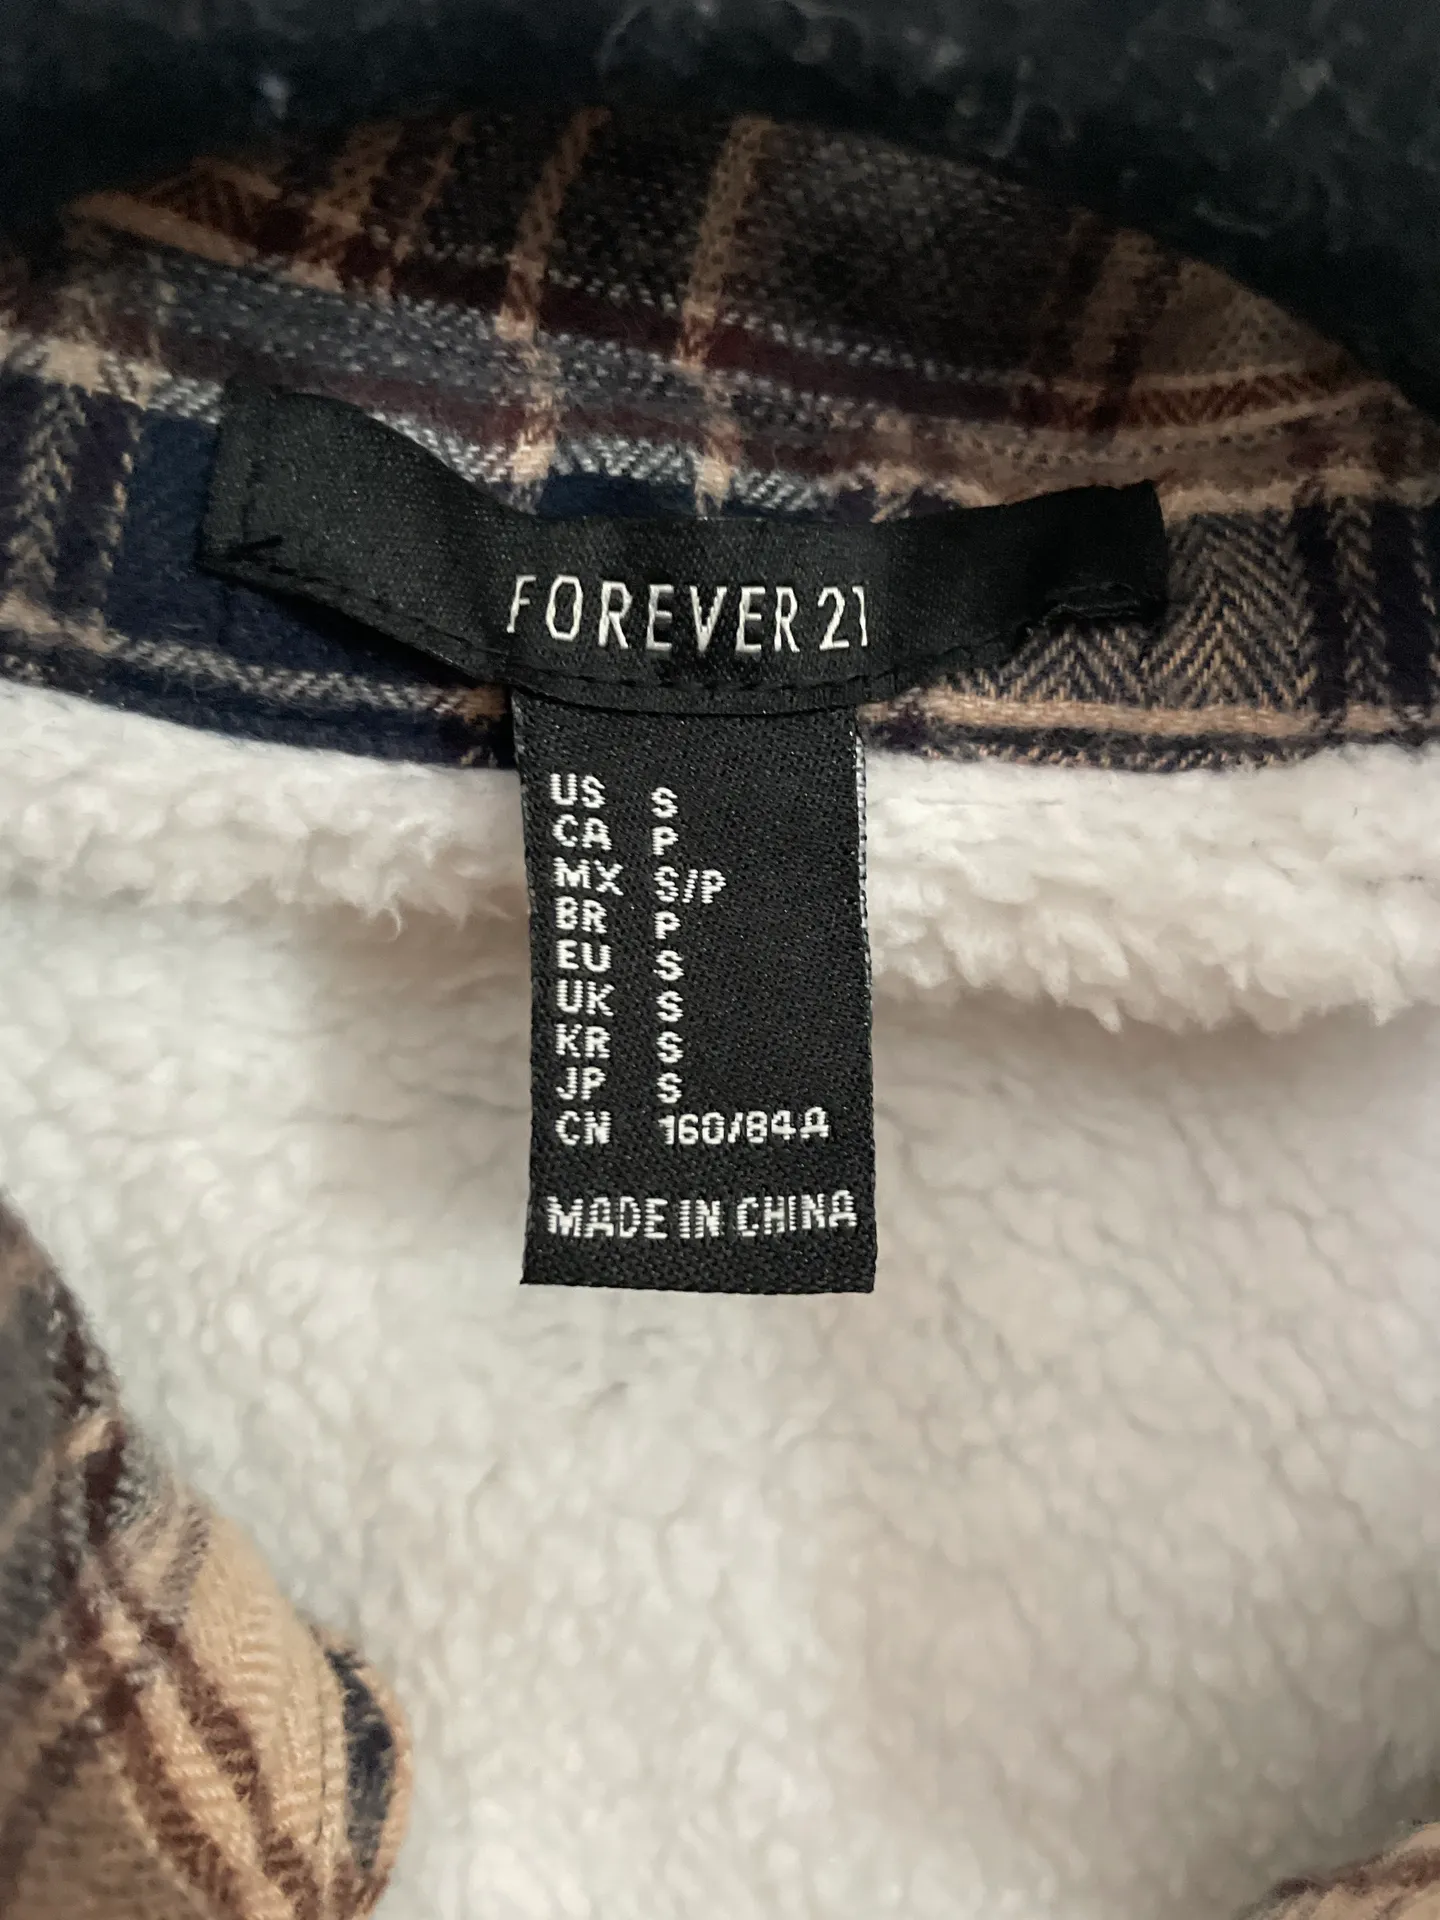 FOREVER 21
US S
CA P
MX S/P
BR P
EU S
UK S
KR S
JP S
CN 160/84A
MADE IN CHINA